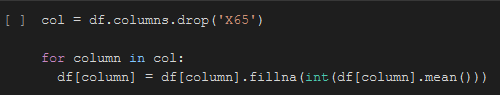 [ ] col = df.columns.drop('X65')
for column in col:
df[column] = df[column].fillna(int(df[column].mean()))